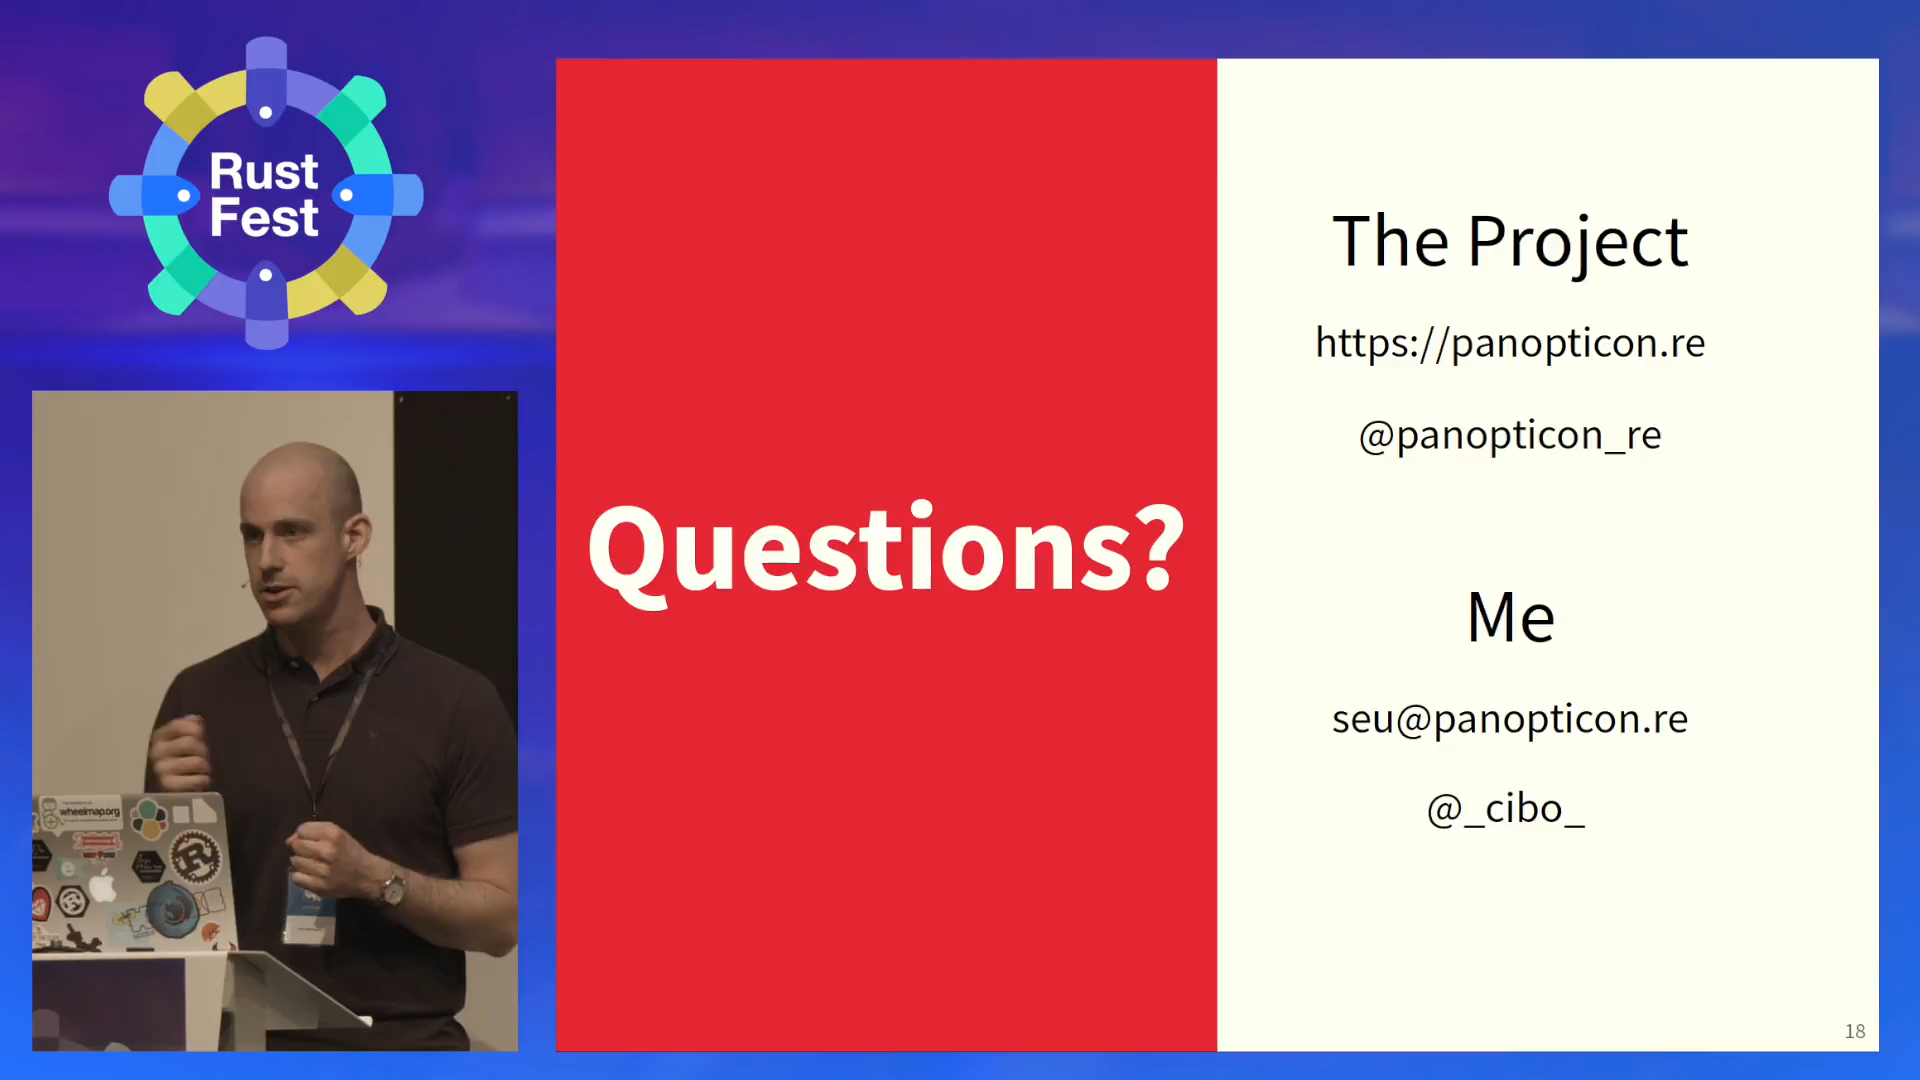 Rust
Fest
Questions?
The Project
https://panopticon.re
@panopticon_re
Me
seu@panopticon.re
@_cibo_
18
wheelmap.org
R